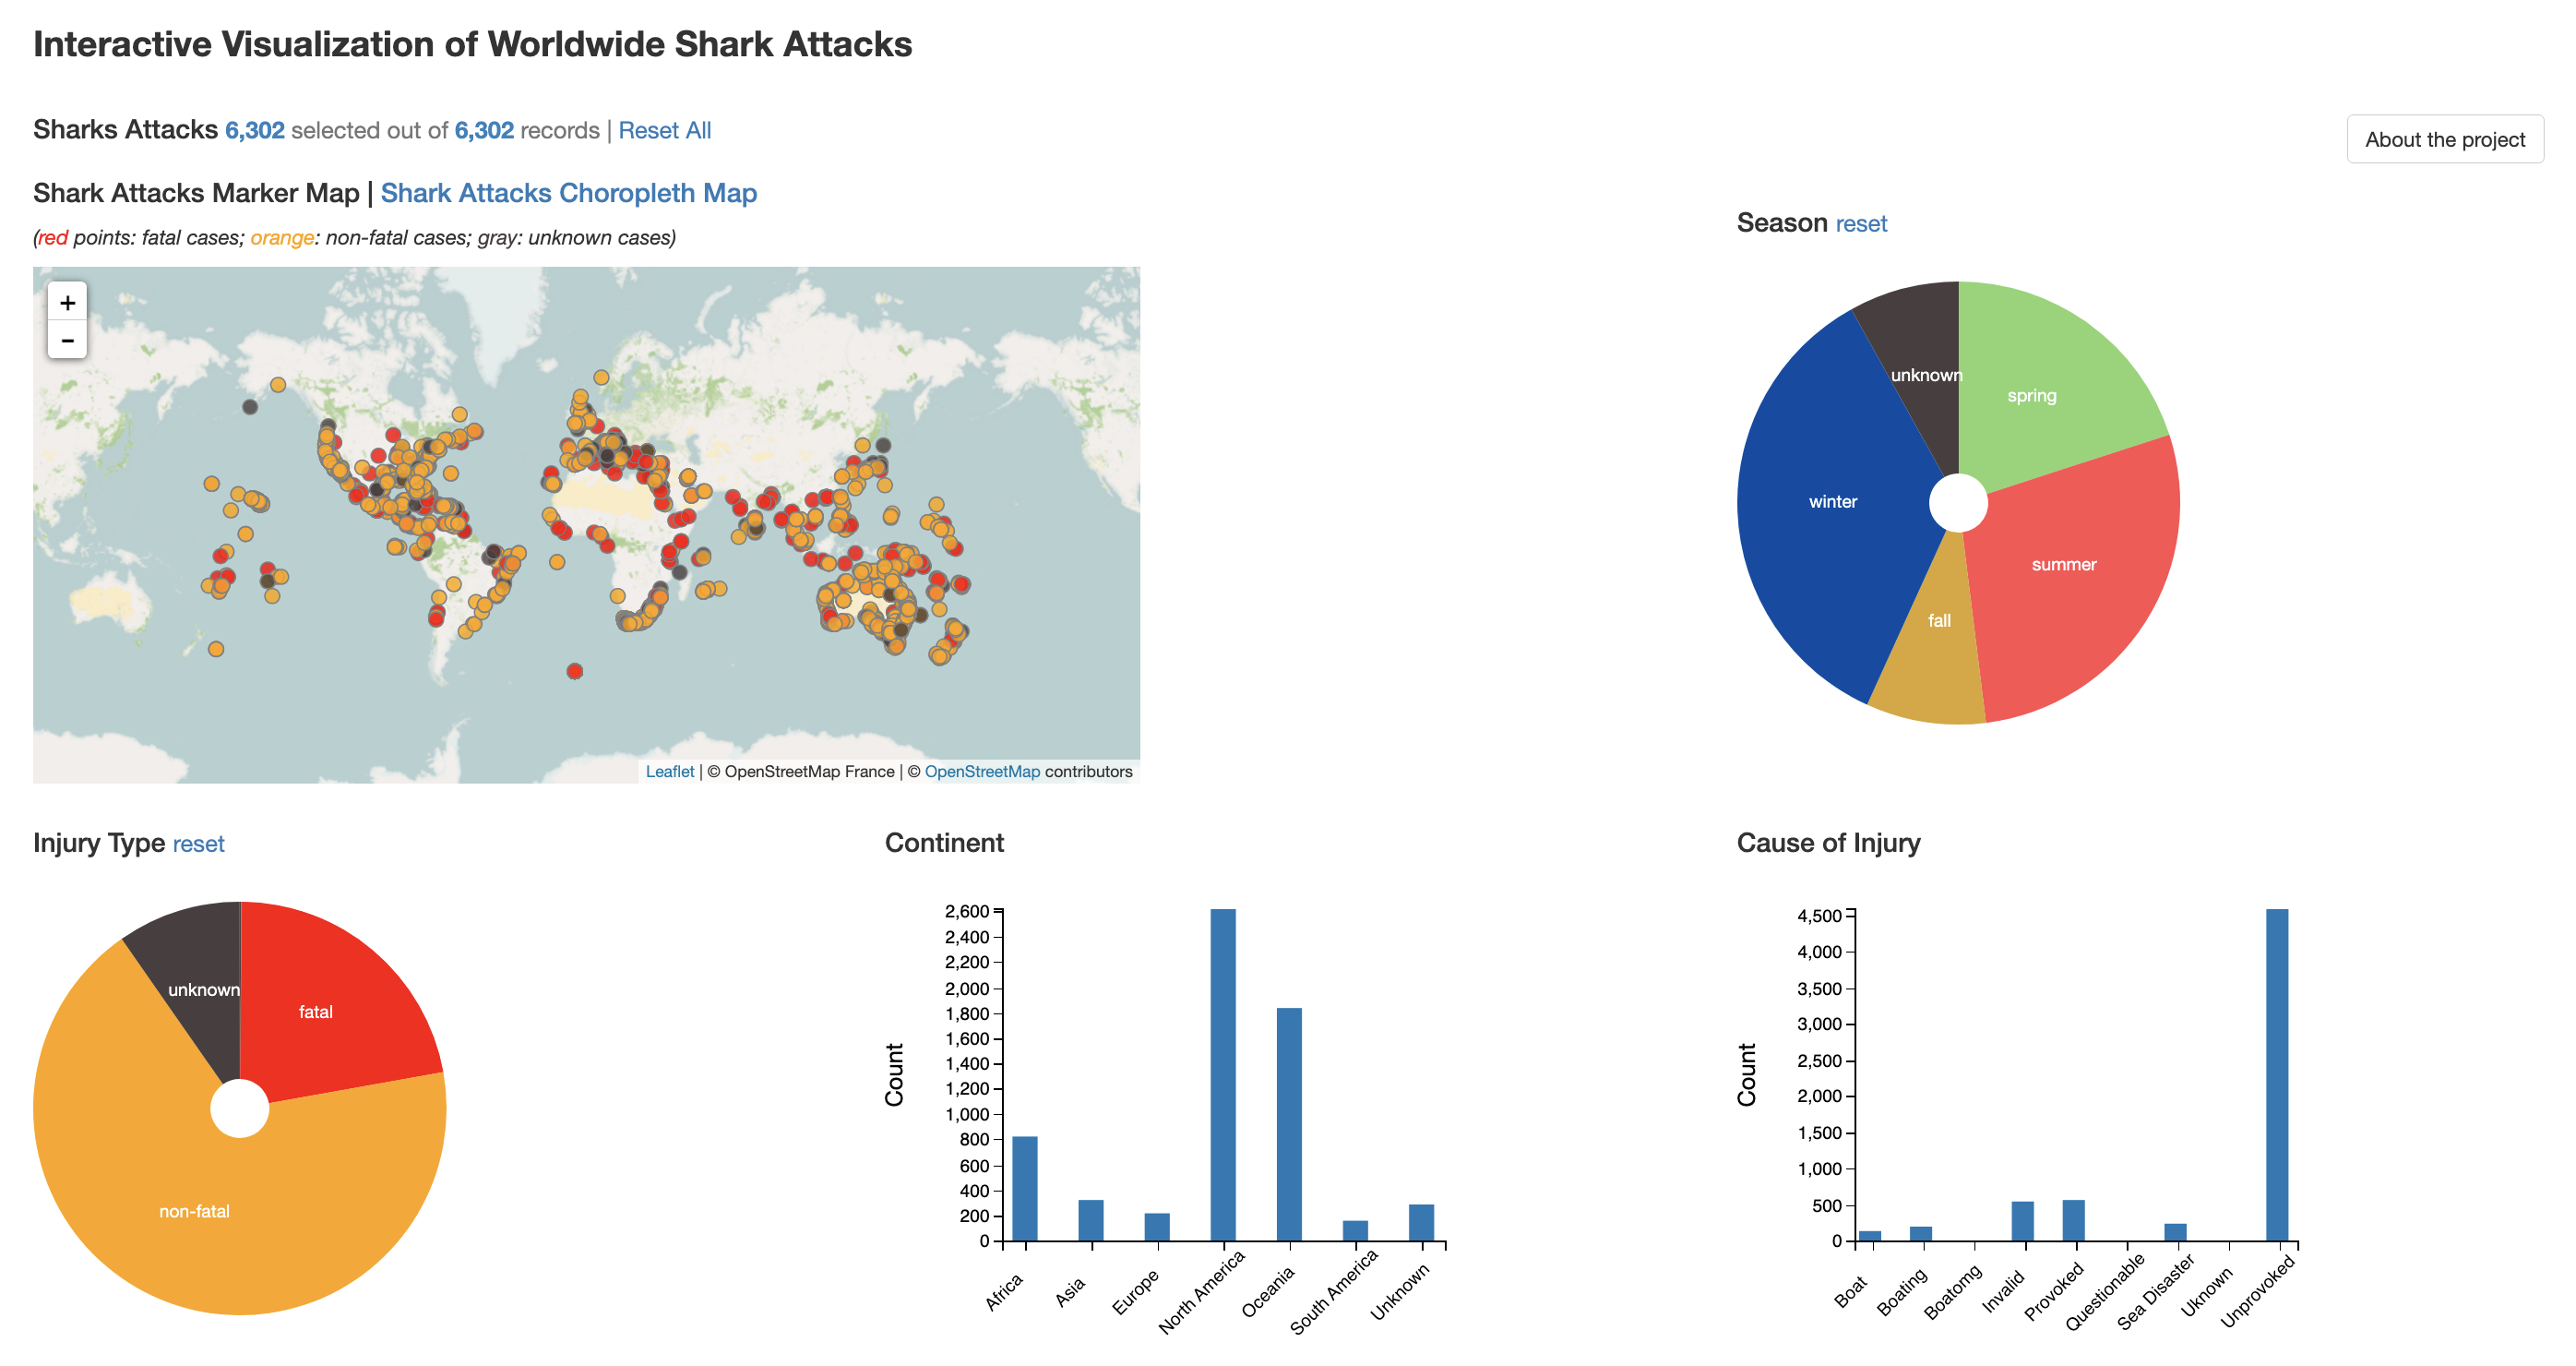 Interactive Visualization of Worldwide Shark Attacks
Sharks Attacks 6,302 selected out of 6,302 records | Reset All
About the project
Shark Attacks Marker Map | Shark Attacks Choropleth Map
(red points: fatal cases; orange: non-fatal cases; gray: unknown cases)
+
-
Leaflet | © OpenStreetMap France | © OpenStreetMap contributors
Season reset
unknown
spring
winter
summer
fall
Injury Type reset
unknown
fatal
non-fatal
Continent
Count
2,600
2,400
2,200
2,000
1,800
1,600
1,400
1,200
1,000
800
600
400
200
0
Africa
Asia
Europe
North America
Oceania
South America
Unknown
Cause of Injury
Count
4,500
4,000
3,500
3,000
2,500
2,000
1,500
1,000
500
0
Boat
Boating
Boatomg
Invalid
Provoked
Questionable
Sea Disaster
Uknown
Unprovoked